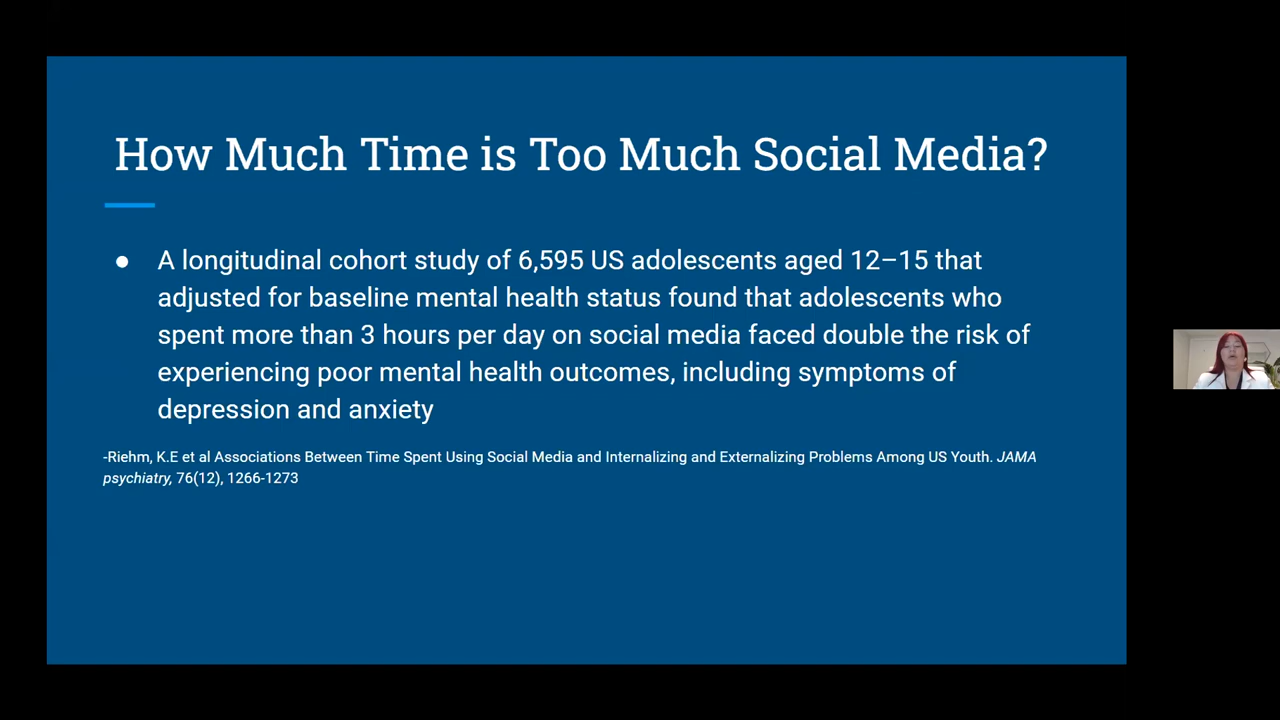 How Much Time is Too Much Social Media?
● A longitudinal cohort study of 6,595 US adolescents aged 12–15 that
adjusted for baseline mental health status found that adolescents who
spent more than 3 hours per day on social media faced double the risk of
experiencing poor mental health outcomes, including symptoms of
depression and anxiety
-Riehm, K.E et al Associations Between Time Spent Using Social Media and Internalizing and Externalizing Problems Among US Youth. JAMA
psychiatry, 76(12), 1266-1273